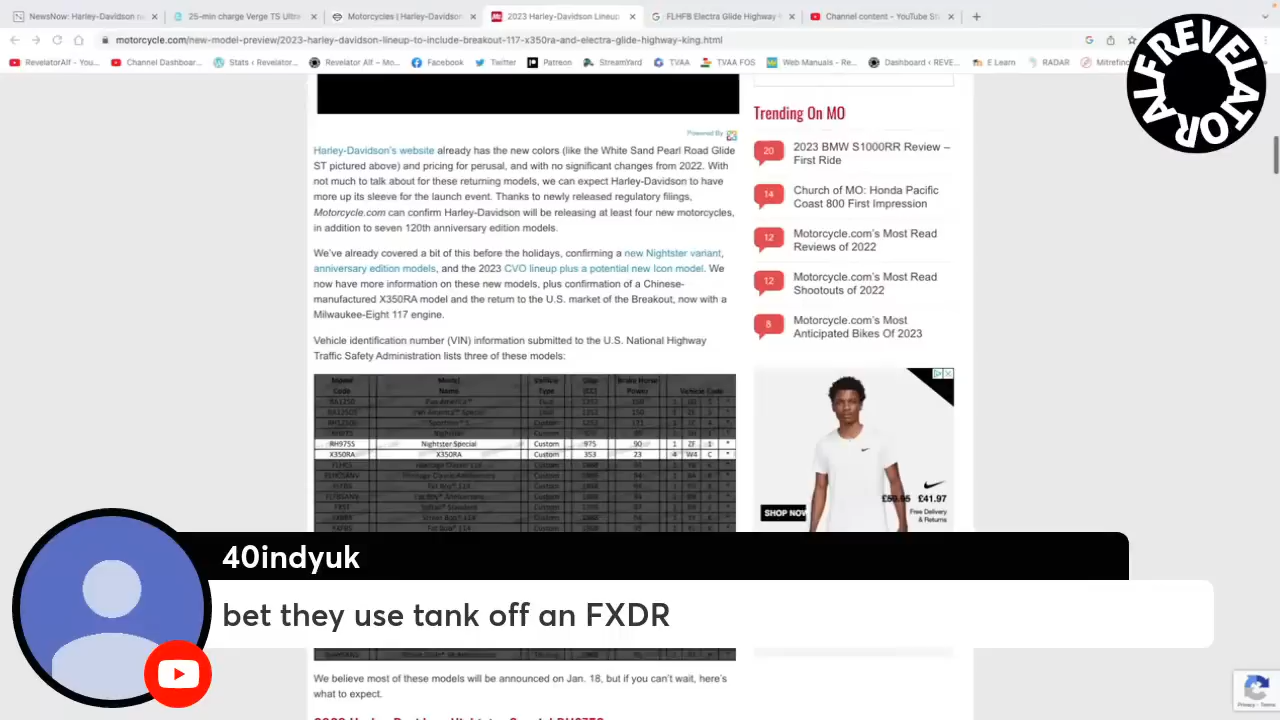 NewsNow: Harley-Davidson n
25-min charge Verge TS Ultra
Motorcycles | Harley-Davidson
2023 Harley-Davidson Lineup
FLHFB Electra Glide Highway
Channel content - YouTube St
motorcycle.com/new-model-preview/2023-harley-davidson-lineup-to-include-breakout-117-x350ra-and-electra-glide-highway-king.html
RevelatorAlf - You...
Channel Dashboar...
Stats ‹ Revelator...
Revelator Alf – Mo...
Facebook
Twitter
Patreon
StreamYard
TVAA
TVAA FOS
Web Manuals - Re...
Dashboard ‹ REVE...
E Learn
RADAR
Mitrefinc
ALFREVELATOR
Powered By
Harley-Davidson's website already has the new colors (like the White Sand Pearl Road Glide
ST pictured above) and pricing for perusal, and with no significant changes from 2022. With
not much to talk about for these returning models, we can expect Harley-Davidson to have
more up its sleeve for the launch event. Thanks to newly released regulatory filings,
Motorcycle.com can confirm Harley-Davidson will be releasing at least four new motorcycles,
in addition to seven 120th anniversary edition models.
We've already covered a bit of this before the holidays, confirming a new Nightster variant,
anniversary edition models, and the 2023 CVO lineup plus a potential new Icon model. We
now have more information on these new models, plus confirmation of a Chinese-
manufactured X350RA model and the return to the U.S. market of the Breakout, now with a
Milwaukee-Eight 117 engine.
Vehicle identification number (VIN) information submitted to the U.S. National Highway
Traffic Safety Administration lists three of these models:
RH975S Nightster Special Custom 975 90 1 ZF 1 *
X350RA X350RA Custom 353 23 4 W4 C *
We believe most of these models will be announced on Jan. 18, but if you can't wait, here's
what to expect.
Trending On MO
20
2023 BMW S1000RR Review –
First Ride
14
Church of MO: Honda Pacific
Coast 800 First Impression
12
Motorcycle.com's Most Read
Reviews of 2022
12
Motorcycle.com's Most Read
Shootouts of 2022
8
Motorcycle.com's Most
Anticipated Bikes Of 2023
£41.97
SHOP NOW
Free Delivery
& Returns
40indyuk
bet they use tank off an FXDR
Privacy - Terms